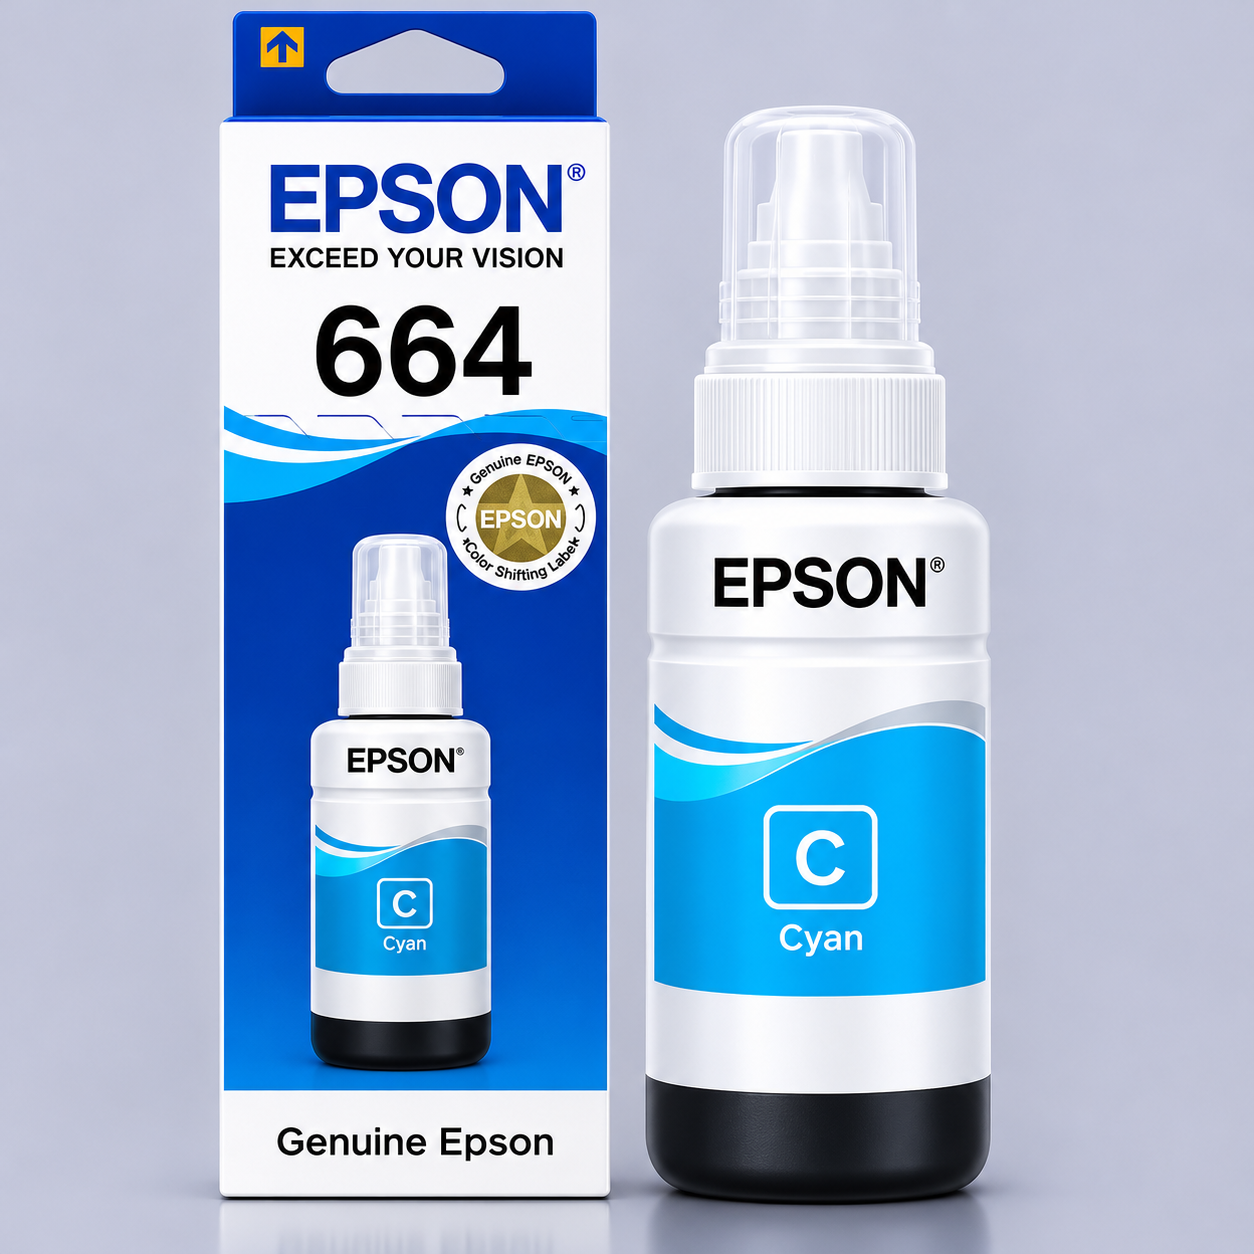 EPSON®
EXCEED YOUR VISION
664
Genuine EPSON
EPSON
Color Shifting Label
EPSON®
C
Cyan
Genuine Epson
EPSON®
C
Cyan